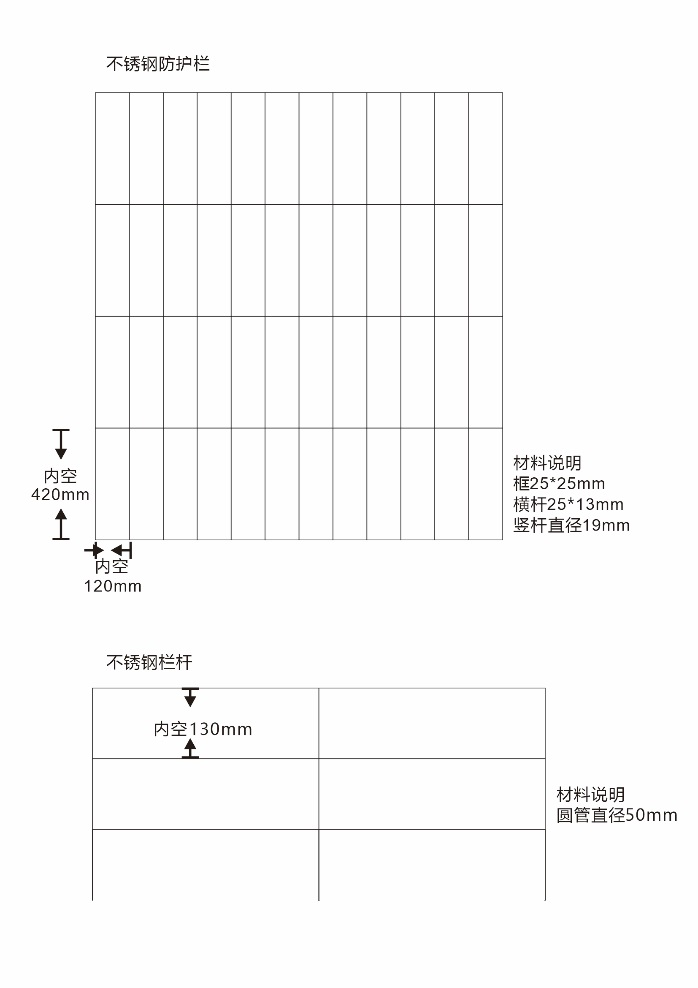 不锈钢防护栏
内空
420mm
材料说明
框25*25mm
横杆25*13mm
竖杆直径19mm
内空
120mm
不锈钢栏杆
内空130mm
材料说明
圆管直径50mm